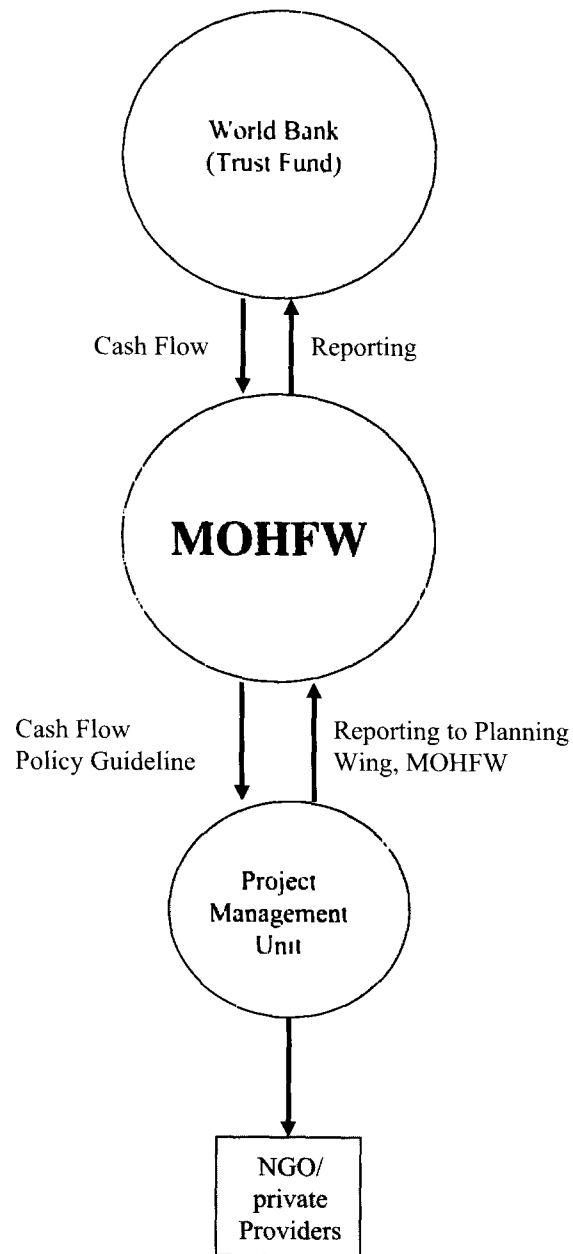 World Bank
(Trust Fund)
Cash Flow
Reporting
MOHFW
Cash Flow
Policy Guideline
Reporting to Planning
Wing, MOHFW
Project
Management
Unit
NGO/
private
Providers